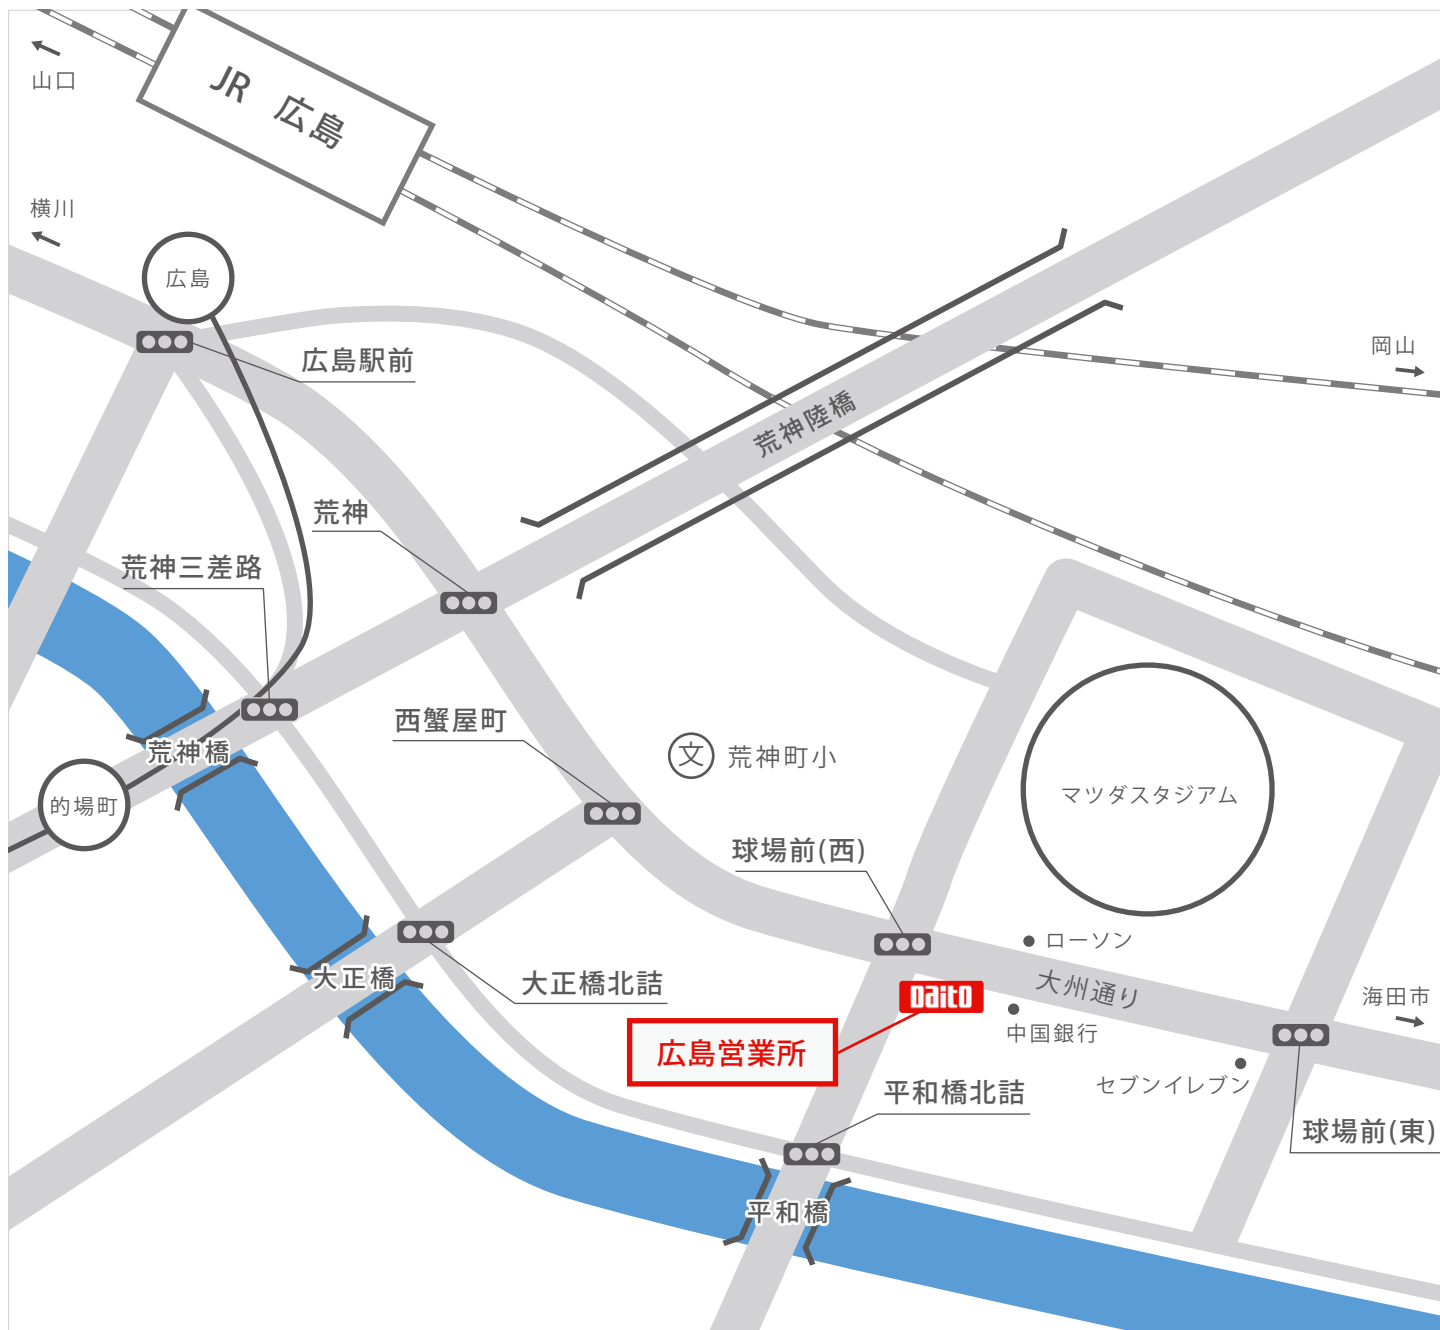 JR 広島
山口
横川
広島
広島駅前
岡山
荒神陸橋
荒神
荒神三差路
西蟹屋町
文
荒神町小
荒神橋
的場町
マツダスタジアム
球場前(西)
ローソン
大州通り
大正橋
大正橋北詰
Daito
中国銀行
海田市
広島営業所
セブンイレブン
平和橋北詰
球場前(東)
平和橋